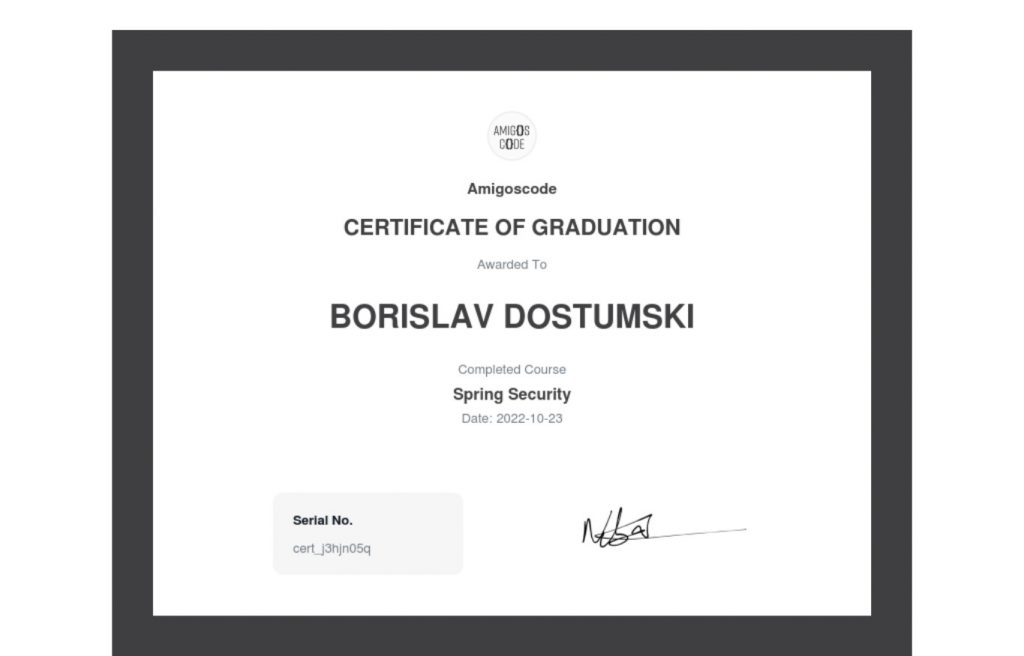 AMIGOS
CODE
Amigoscode
CERTIFICATE OF GRADUATION
Awarded To
BORISLAV DOSTUMSKI
Completed Course
Spring Security
Date: 2022-10-23
Serial No.
cert_j3hjn05q